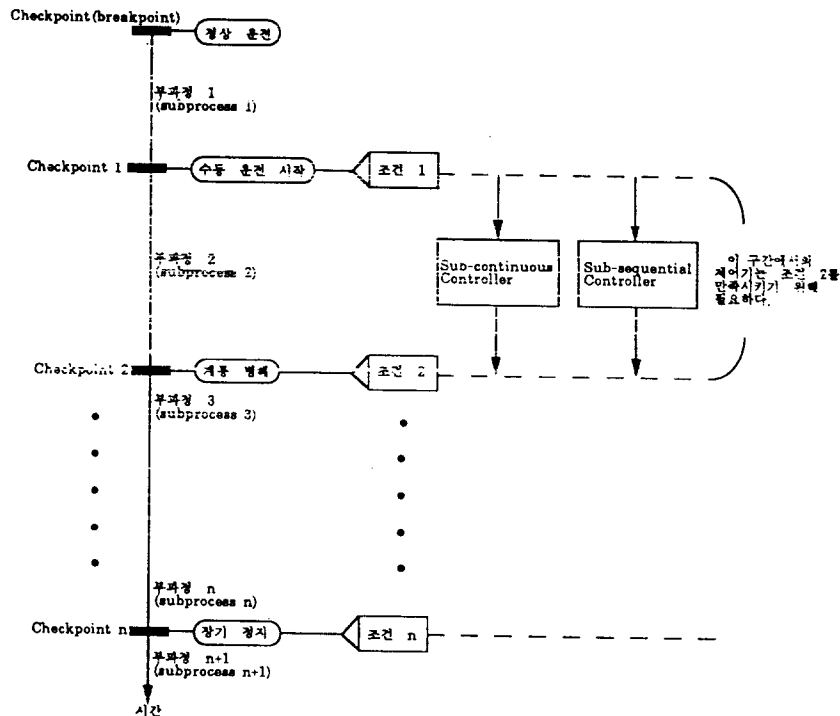 Checkpoint (breakpoint)
정상 운전
부과정 1
(subprocess 1)
Checkpoint 1
수동 운전 시작
조건 1
부과정 2
(subprocess 2)
Sub-continuous
Controller
Sub-sequential
Controller
이 구간에서의
제어기는 조건 2를
만족시키기 위해
필요하다.
Checkpoint 2
계통
조건 2
부과정 3
(subprocess 3)
부과정 n
(subprocess n)
Checkpoint n
장기 정지
조건 n
부과정 n+1
(subprocess n+1)
시간